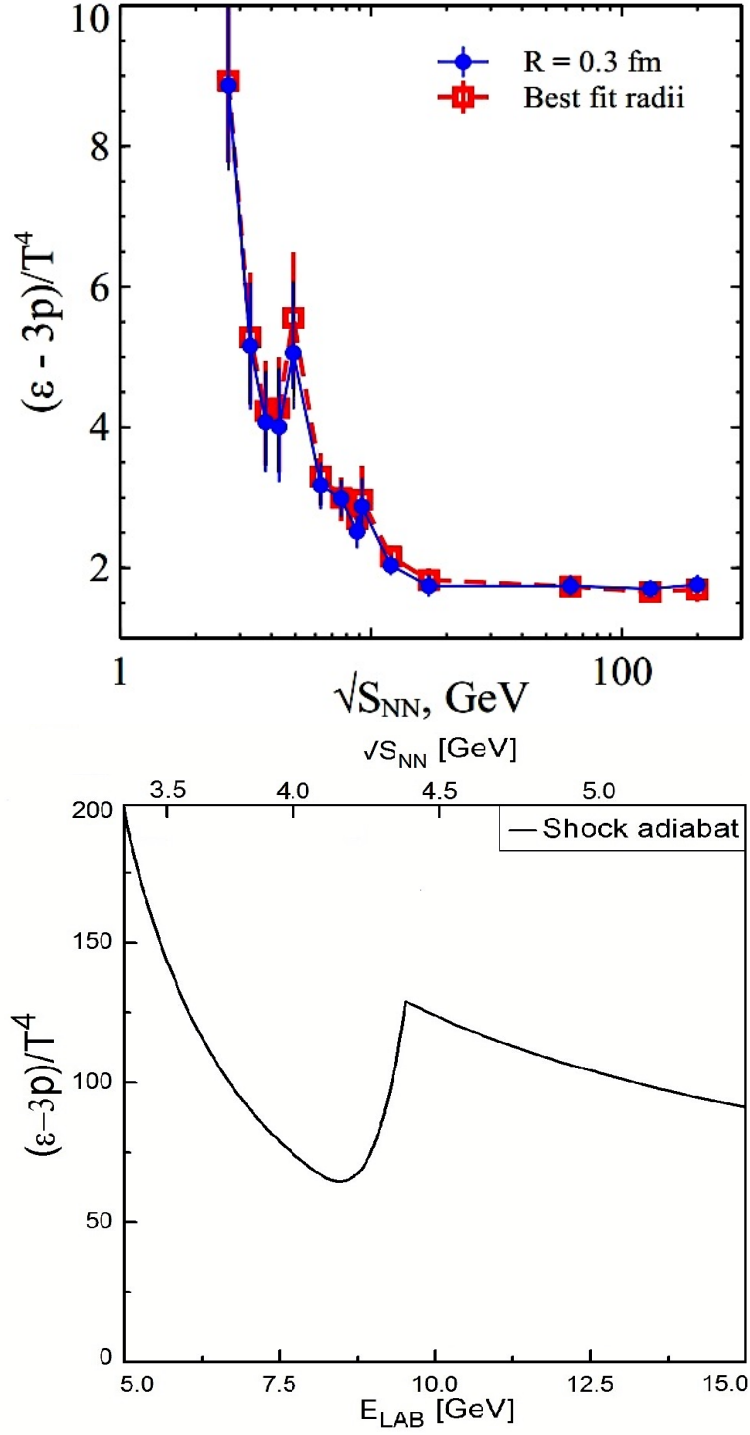 10
8
6
4
2
(ε - 3p)/T⁴
R = 0.3 fm
Best fit radii
1
100
√S_NN, GeV
√S_NN [GeV]
3.5
4.0
4.5
5.0
200
150
100
50
0
(ε−3p)/T⁴
Shock adiabat
5.0
7.5
10.0
12.5
15.0
E_LAB [GeV]